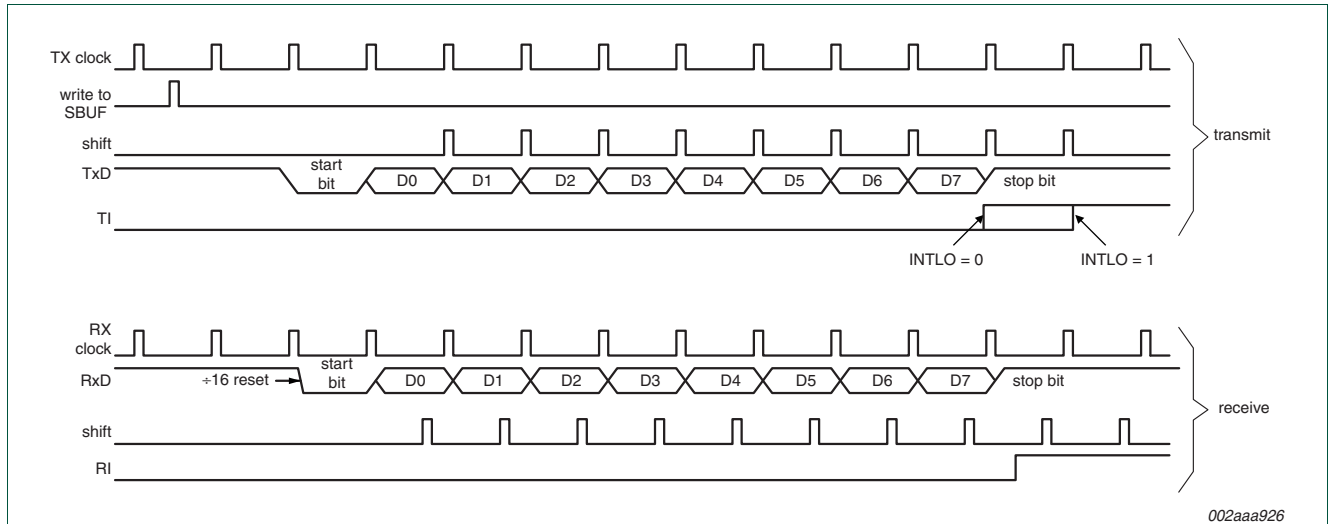 TX clock
write to
SBUF
shift
transmit
TxD
start
bit
D0 D1 D2 D3 D4 D5 D6 D7 stop bit
TI
INTLO = 0 INTLO = 1
RX
clock
RxD
÷16 reset
start
bit
D0 D1 D2 D3 D4 D5 D6 D7 stop bit
receive
shift
RI
002aaa926